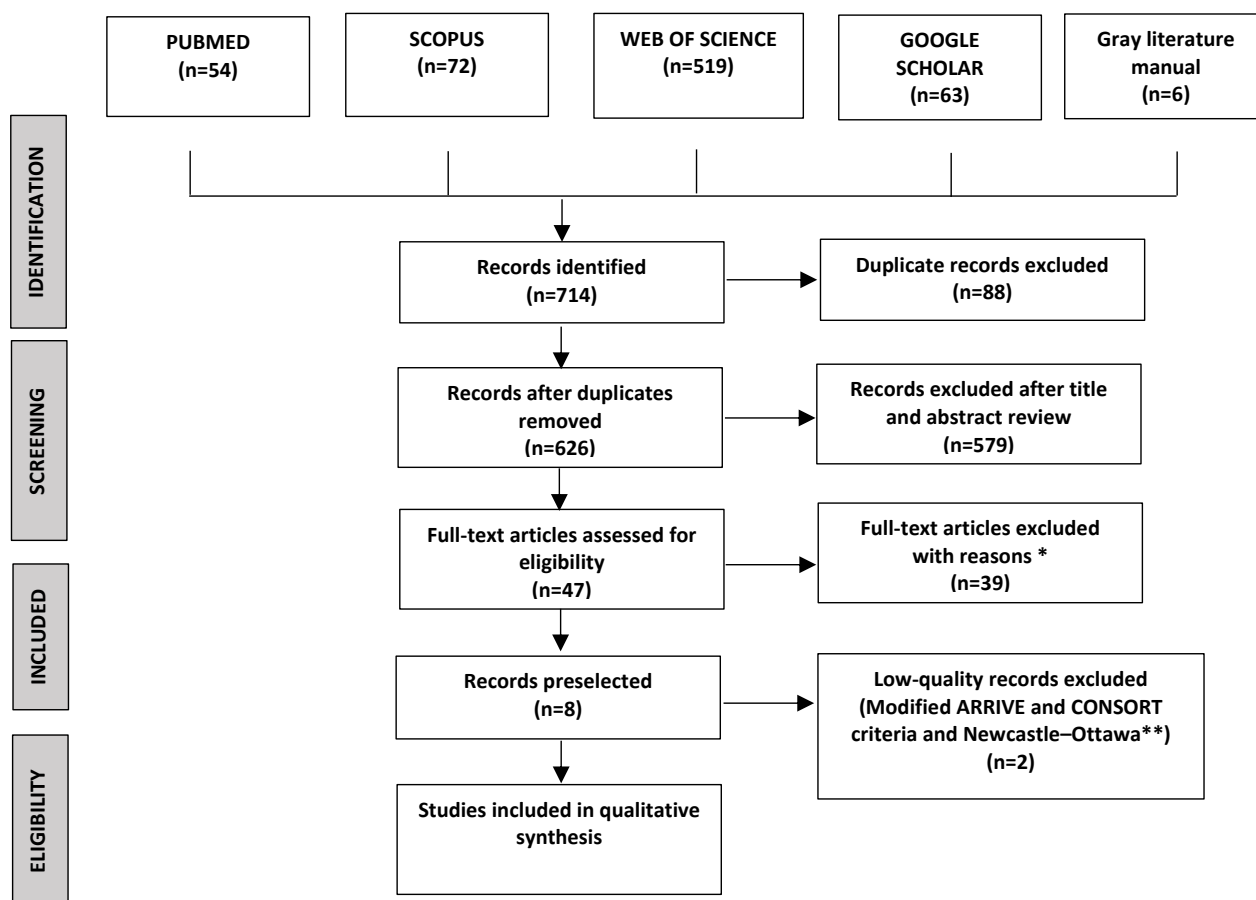 PUBMED
(n=54)
SCOPUS
(n=72)
WEB OF SCIENCE
(n=519)
GOOGLE
SCHOLAR
(n=63)
Gray literature
manual
(n=6)
IDENTIFICATION
Records identified
(n=714)
Duplicate records excluded
(n=88)
SCREENING
Records after duplicates
removed
(n=626)
Records excluded after title
and abstract review
(n=579)
Full-text articles assessed for
eligibility
(n=47)
Full-text articles excluded
with reasons *
(n=39)
INCLUDED
Records preselected
(n=8)
Low-quality records excluded
(Modified ARRIVE and CONSORT
criteria and Newcastle–Ottawa**)
(n=2)
ELIGIBILITY
Studies included in qualitative
synthesis